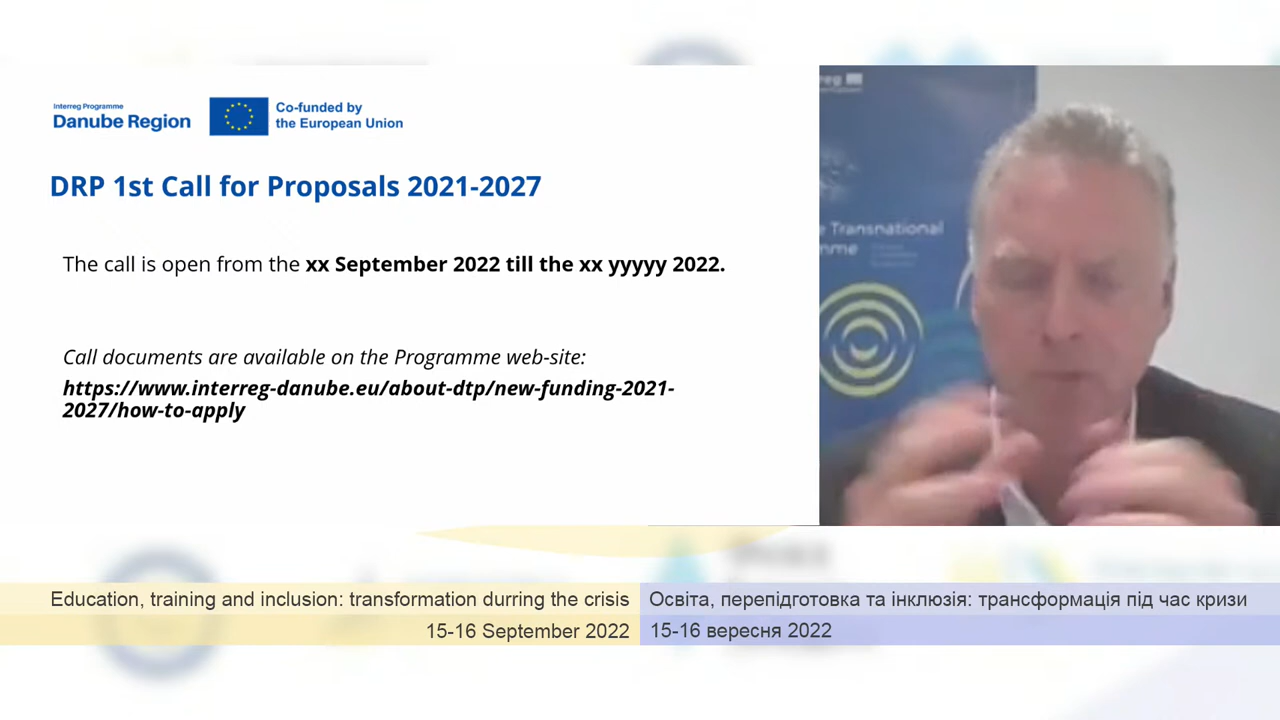 Interreg Programme
Danube Region
Co-funded by
the European Union
DRP 1st Call for Proposals 2021-2027
The call is open from the xx September 2022 till the xx yyyyy 2022.
Call documents are available on the Programme web-site:
https://www.interreg-danube.eu/about-dtp/new-funding-2021-
2027/how-to-apply
Transnational
Education, training and inclusion: transformation durring the crisis
15-16 September 2022
Освіта, перепідготовка та інклюзія: трансформація під час кризи
15-16 вересня 2022